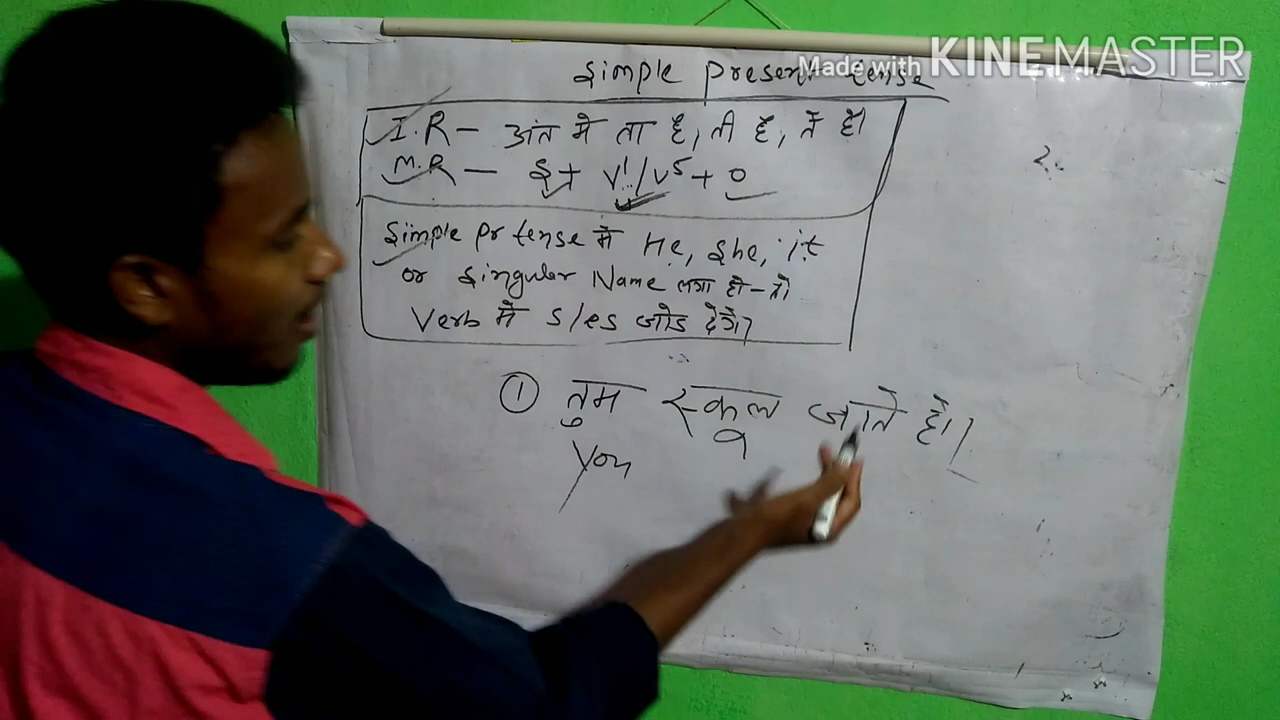 Made with KINEMASTER
Simple Present tense
I.R - अंत मे ता है, ती है, ते है।
M.R - S + V1/V5 + O
Simple pr tense में He, She, it
or Singular Name लगा हो - तो
Verb में s/es जोड देंगे।
① तुम स्कूल जाते हो।
2.
You